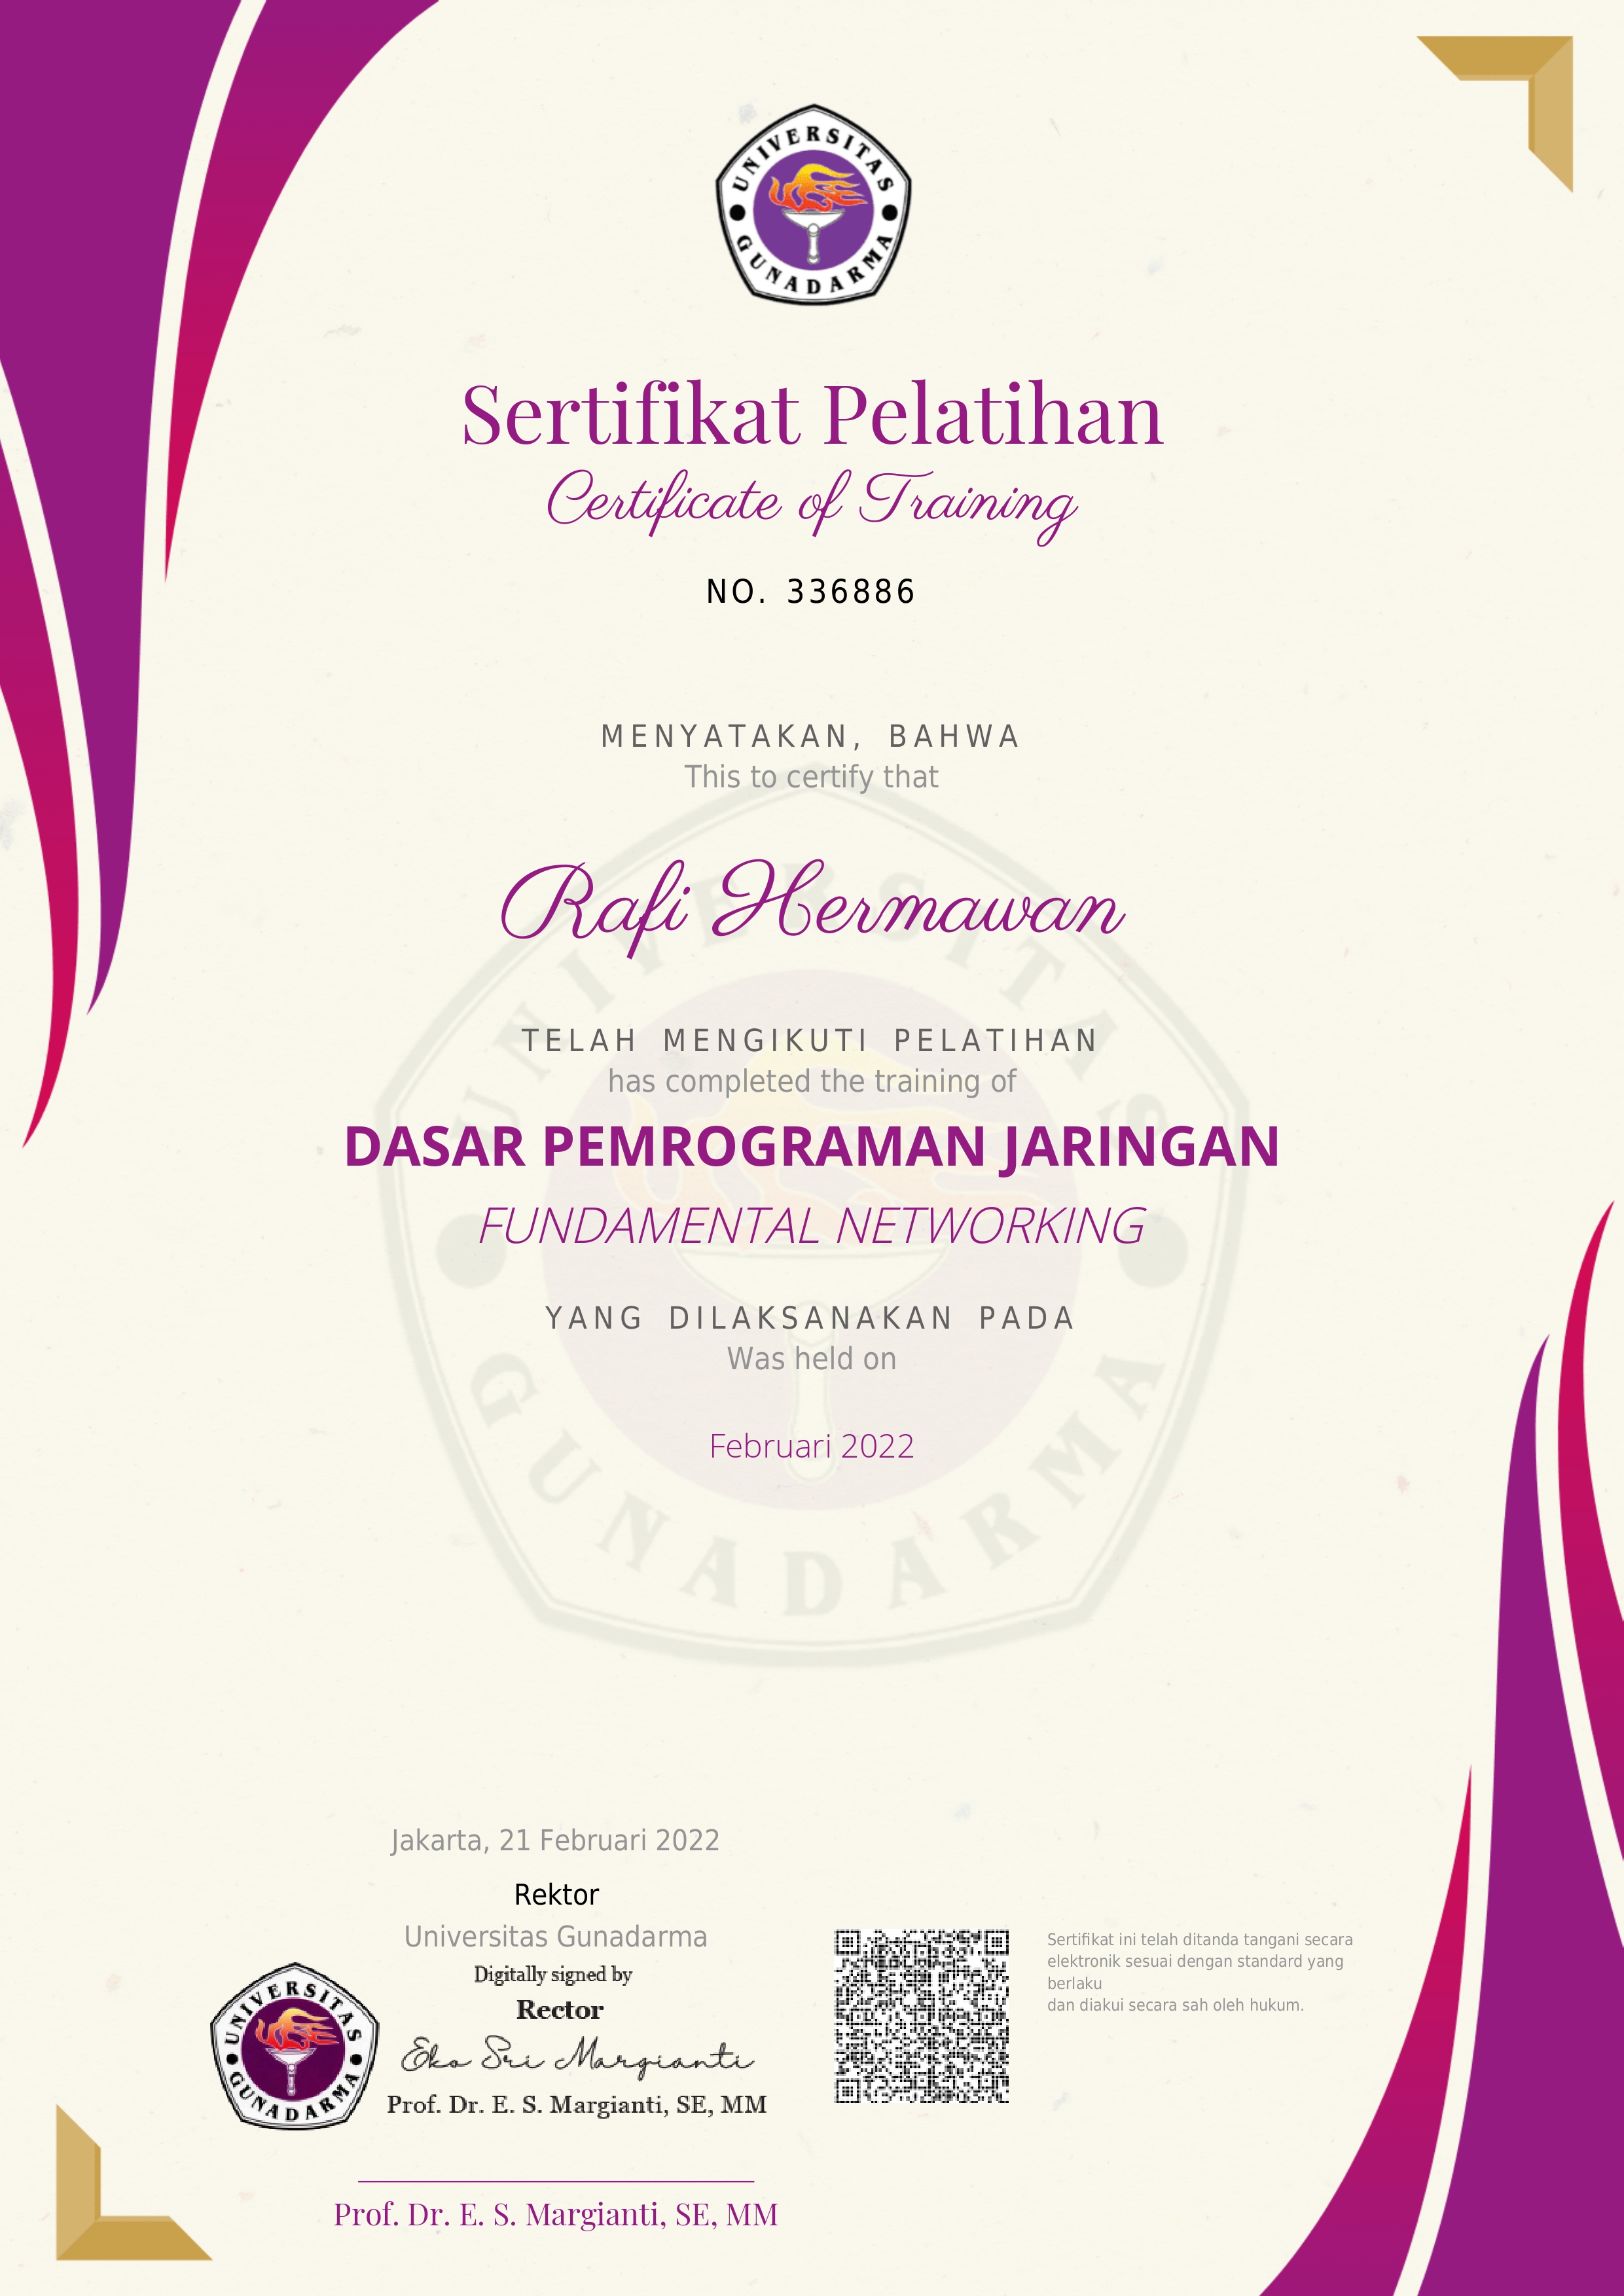 UNIVERSITAS
GUNADARMA
Sertifikat Pelatihan
Certificate of Training
NO. 336886
MENYATAKAN, BAHWA
This to certify that
Rafi Hermawan
TELAH MENGIKUTI PELATIHAN
has completed the training of
DASAR PEMROGRAMAN JARINGAN
FUNDAMENTAL NETWORKING
YANG DILAKSANAKAN PADA
Was held on
Februari 2022
UNIVERSITAS
GUNADARMA
Jakarta, 21 Februari 2022
Rektor
Universitas Gunadarma
Digitally signed by
Rector
Eko Sri Margianti
Prof. Dr. E. S. Margianti, SE, MM
UNIVERSITAS
GUNADARMA
Prof. Dr. E. S. Margianti, SE, MM
Sertifikat ini telah ditanda tangani secara
elektronik sesuai dengan standard yang
berlaku
dan diakui secara sah oleh hukum.